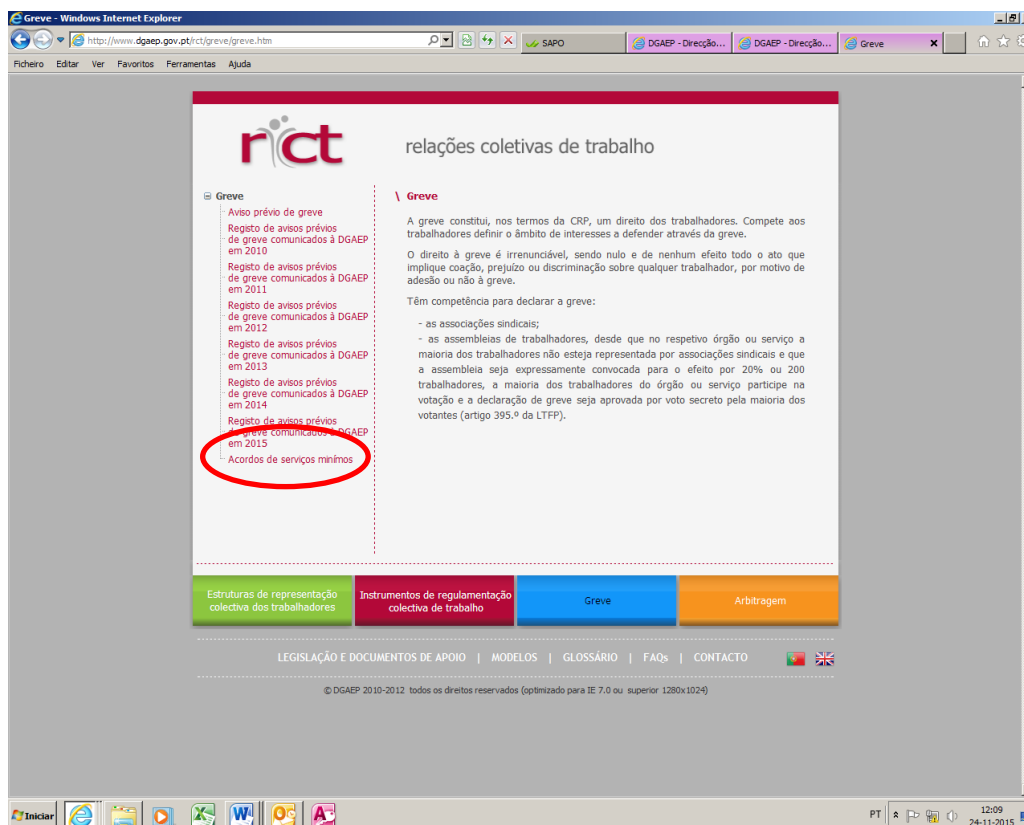 Greve - Windows Internet Explorer
http://www.dgaep.gov.pt/rct/greve/greve.htm
SAPO
DGAEP - Direcção...
DGAEP - Direcção...
Greve
Ficheiro Editar Ver Favoritos Ferramentas Ajuda
rct
relações coletivas de trabalho
Greve
Aviso prévio de greve
Registo de avisos prévios
de greve comunicados à DGAEP
em 2010
Registo de avisos prévios
de greve comunicados à DGAEP
em 2011
Registo de avisos prévios
de greve comunicados à DGAEP
em 2012
Registo de avisos prévios
de greve comunicados à DGAEP
em 2013
Registo de avisos prévios
de greve comunicados à DGAEP
em 2014
Registo de avisos prévios
de greve comunicados à DGAEP
em 2015
Acordos de serviços minímos
\ Greve
A greve constitui, nos termos da CRP, um direito dos trabalhadores. Compete aos
trabalhadores definir o âmbito de interesses a defender através da greve.
O direito à greve é irrenunciável, sendo nulo e de nenhum efeito todo o ato que
implique coação, prejuízo ou discriminação sobre qualquer trabalhador, por motivo de
adesão ou não à greve.
Têm competência para declarar a greve:
- as associações sindicais;
- as assembleias de trabalhadores, desde que no respetivo órgão ou serviço a
maioria dos trabalhadores não esteja representada por associações sindicais e que
a assembleia seja expressamente convocada para o efeito por 20% ou 200
trabalhadores, a maioria dos trabalhadores do órgão ou serviço participe na
votação e a declaração de greve seja aprovada por voto secreto pela maioria dos
votantes (artigo 395.º da LTFP).
Estruturas de representação
colectiva dos trabalhadores
Instrumentos de regulamentação
colectiva de trabalho
Greve
Arbitragem
LEGISLAÇÃO E DOCUMENTOS DE APOIO | MODELOS | GLOSSÁRIO | FAQs | CONTACTO
© DGAEP 2010-2012 todos os direitos reservados (optimizado para IE 7.0 ou superior 1280x1024)
Iniciar
PT
12:09
24-11-2015